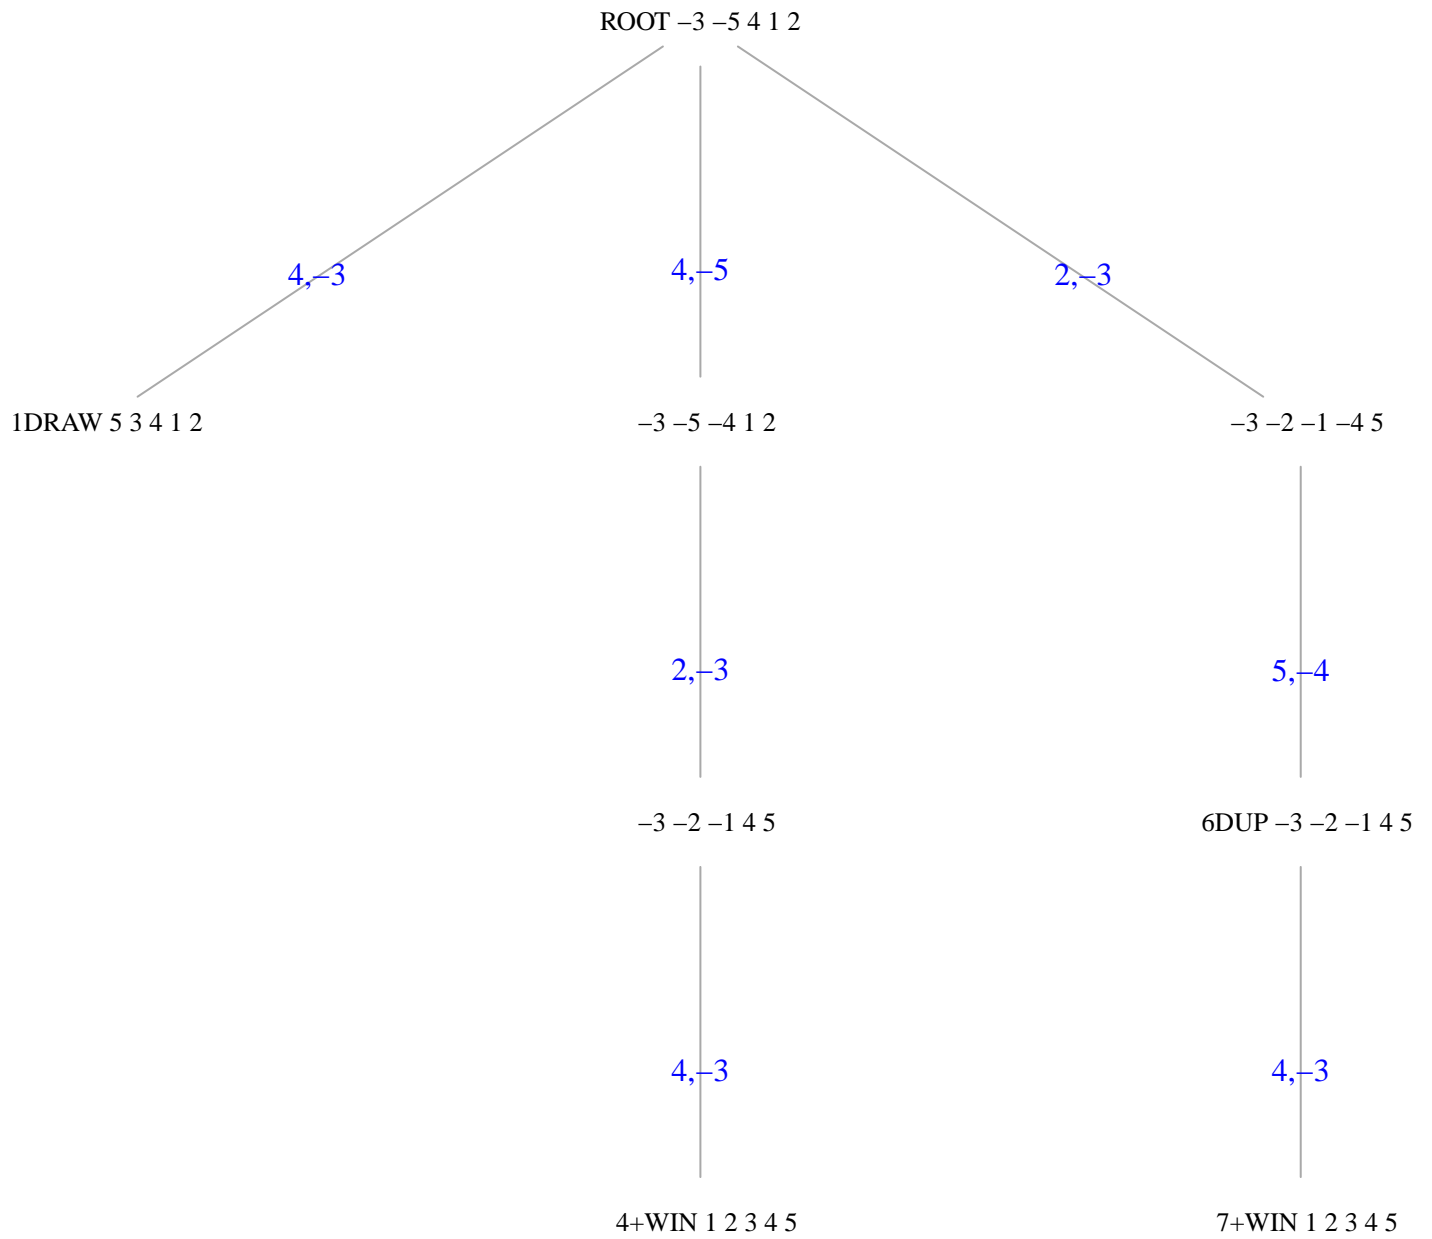 ROOT –3 –5 4 1 2
4,–3
4,–5
2,–3
1DRAW 5 3 4 1 2
–3 –5 –4 1 2
–3 –2 –1 –4 5
2,–3
5,–4
–3 –2 –1 4 5
6DUP –3 –2 –1 4 5
4,–3
4,–3
4+WIN 1 2 3 4 5
7+WIN 1 2 3 4 5